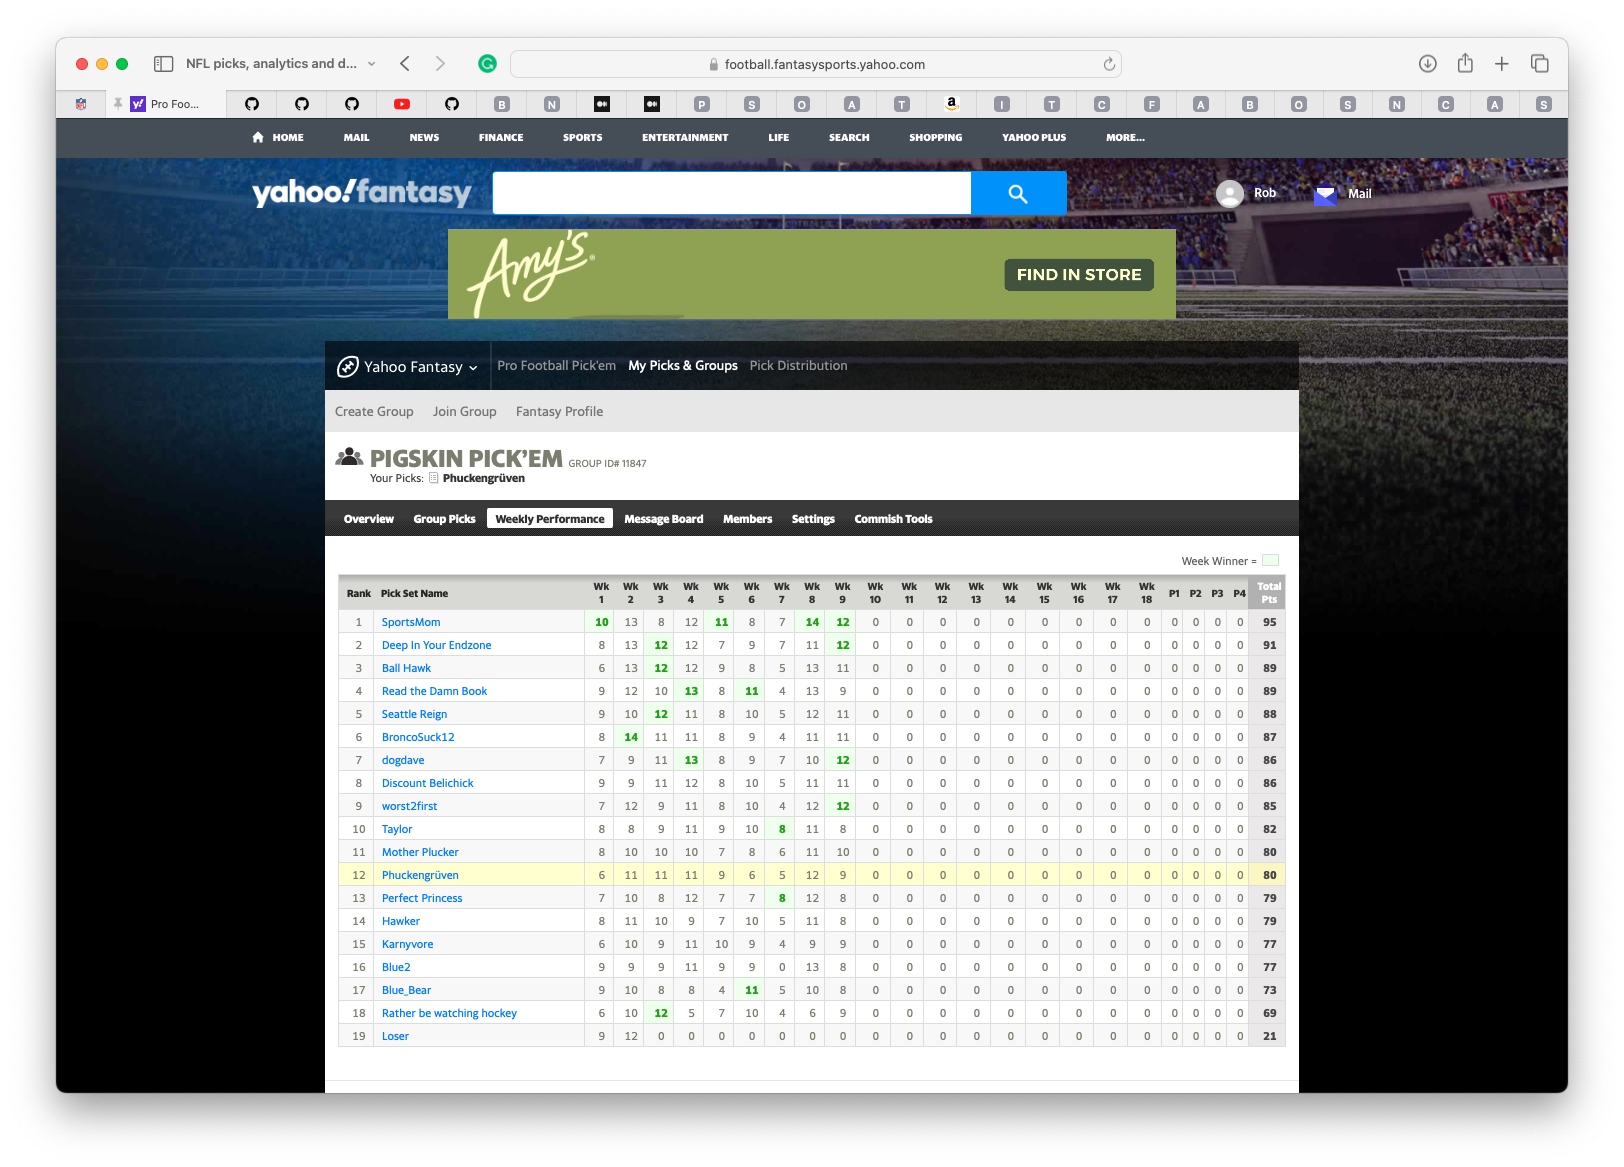 NFL picks, analytics and d...
football.fantasysports.yahoo.com
y! Pro Foo... B N P S O A T a I T C F A B O S N C A S
HOME MAIL NEWS FINANCE SPORTS ENTERTAINMENT LIFE SEARCH SHOPPING YAHOO PLUS MORE...
yahoo!fantasy Rob Mail
Amy's® FIND IN STORE
Yahoo Fantasy Pro Football Pick'em My Picks & Groups Pick Distribution
Create Group Join Group Fantasy Profile
PIGSKIN PICK'EM GROUP ID# 11847
Your Picks: Phuckengrüven
Overview Group Picks Weekly Performance Message Board Members Settings Commish Tools
Week Winner =
Rank Pick Set Name Wk 1 Wk 2 Wk 3 Wk 4 Wk 5 Wk 6 Wk 7 Wk 8 Wk 9 Wk 10 Wk 11 Wk 12 Wk 13 Wk 14 Wk 15 Wk 16 Wk 17 Wk 18 P1 P2 P3 P4 Total Pts
1 SportsMom 10 13 8 12 11 8 7 14 12 0 0 0 0 0 0 0 0 0 0 0 0 0 95
2 Deep In Your Endzone 8 13 12 12 7 9 7 11 12 0 0 0 0 0 0 0 0 0 0 0 0 0 91
3 Ball Hawk 6 13 12 12 9 8 5 13 11 0 0 0 0 0 0 0 0 0 0 0 0 0 89
4 Read the Damn Book 9 12 10 13 8 11 4 13 9 0 0 0 0 0 0 0 0 0 0 0 0 0 89
5 Seattle Reign 9 10 12 11 8 10 5 12 11 0 0 0 0 0 0 0 0 0 0 0 0 0 88
6 BroncoSuck12 8 14 11 11 8 9 4 11 11 0 0 0 0 0 0 0 0 0 0 0 0 0 87
7 dogdave 7 9 11 13 8 9 7 10 12 0 0 0 0 0 0 0 0 0 0 0 0 0 86
8 Discount Belichick 9 9 11 12 8 10 5 11 11 0 0 0 0 0 0 0 0 0 0 0 0 0 86
9 worst2first 7 12 9 11 8 10 4 12 12 0 0 0 0 0 0 0 0 0 0 0 0 0 85
10 Taylor 8 8 9 11 9 10 8 11 8 0 0 0 0 0 0 0 0 0 0 0 0 0 82
11 Mother Plucker 8 10 10 10 7 8 6 11 10 0 0 0 0 0 0 0 0 0 0 0 0 0 80
12 Phuckengrüven 6 11 11 11 9 6 5 12 9 0 0 0 0 0 0 0 0 0 0 0 0 0 80
13 Perfect Princess 7 10 8 12 7 7 8 12 8 0 0 0 0 0 0 0 0 0 0 0 0 0 79
14 Hawker 8 11 10 9 7 10 5 11 8 0 0 0 0 0 0 0 0 0 0 0 0 0 79
15 Karnyvore 6 10 9 11 10 9 4 9 9 0 0 0 0 0 0 0 0 0 0 0 0 0 77
16 Blue2 9 9 9 11 9 9 0 13 8 0 0 0 0 0 0 0 0 0 0 0 0 0 77
17 Blue_Bear 9 10 8 8 4 11 5 10 8 0 0 0 0 0 0 0 0 0 0 0 0 0 73
18 Rather be watching hockey 6 10 12 5 7 10 4 6 9 0 0 0 0 0 0 0 0 0 0 0 0 0 69
19 Loser 9 12 0 0 0 0 0 0 0 0 0 0 0 0 0 0 0 0 0 0 0 0 21